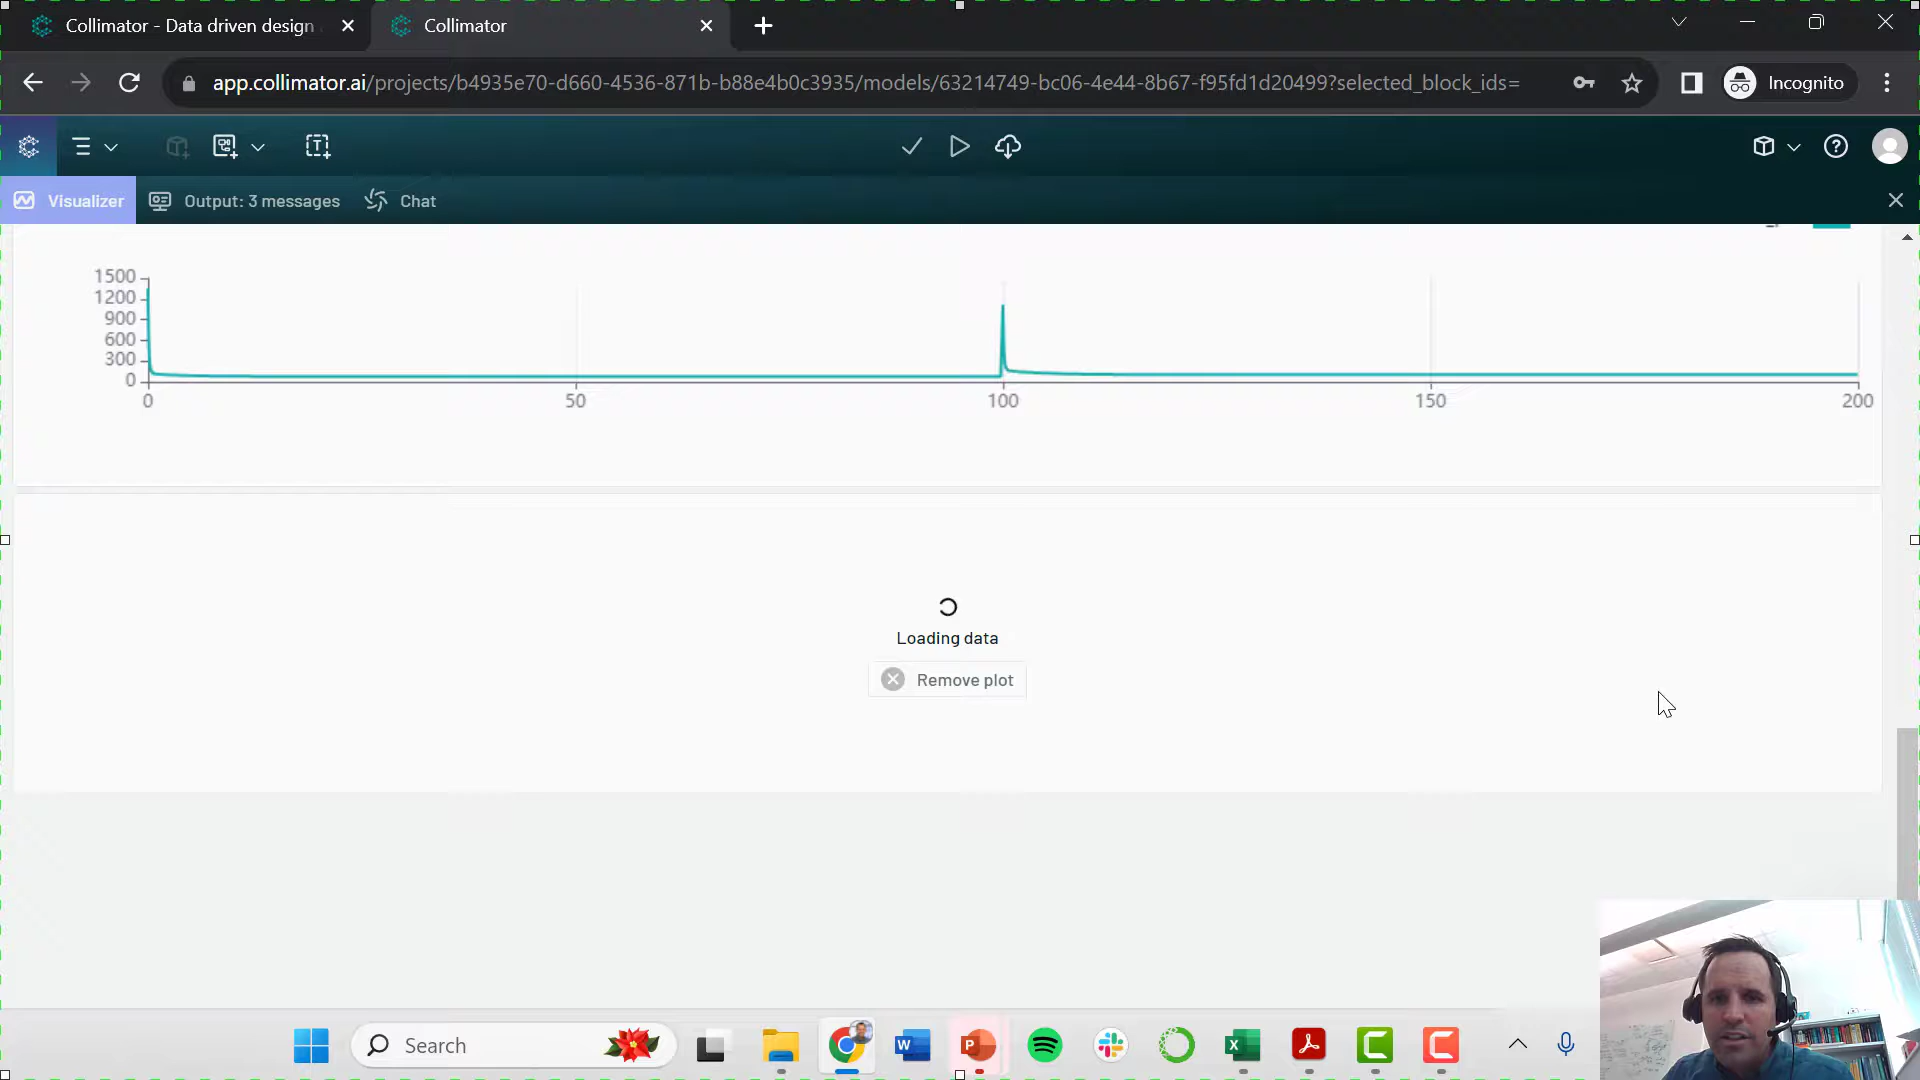 Collimator - Data driven design
Collimator
app.collimator.ai/projects/b4935e70-d660-4536-871b-b88e4b0c3935/models/63214749-bc06-4e44-8b67-f95fd1d20499?selected_block_ids=
Incognito
Visualizer
Output: 3 messages
Chat
1500
1200
900
600
300
0
0
50
100
150
200
Loading data
Remove plot
Search